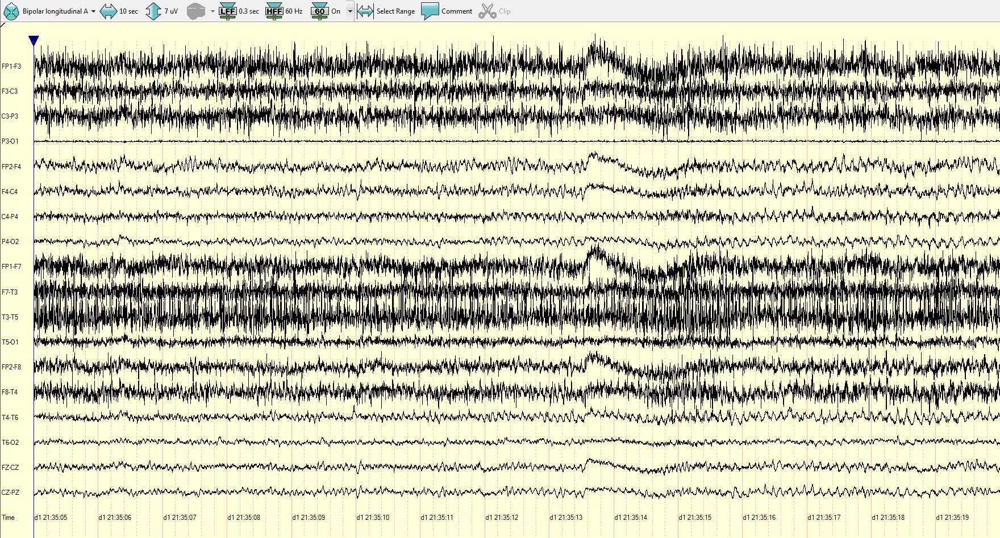 Bipolar longitudinal A 10 sec 7 uV LFF 0.3 sec HFF 60 Hz 60 On Select Range Comment Clip
FP1-F3
F3-C3
C3-P3
P3-O1
FP2-F4
F4-C4
C4-P4
P4-O2
FP1-F7
F7-T3
T3-T5
T5-O1
FP2-F8
F8-T4
T4-T6
T6-O2
FZ-CZ
CZ-PZ
Time d1 21:35:05 d1 21:35:06 d1 21:35:07 d1 21:35:08 d1 21:35:09 d1 21:35:10 d1 21:35:11 d1 21:35:12 d1 21:35:13 d1 21:35:14 d1 21:35:15 d1 21:35:16 d1 21:35:17 d1 21:35:18 d1 21:35:19